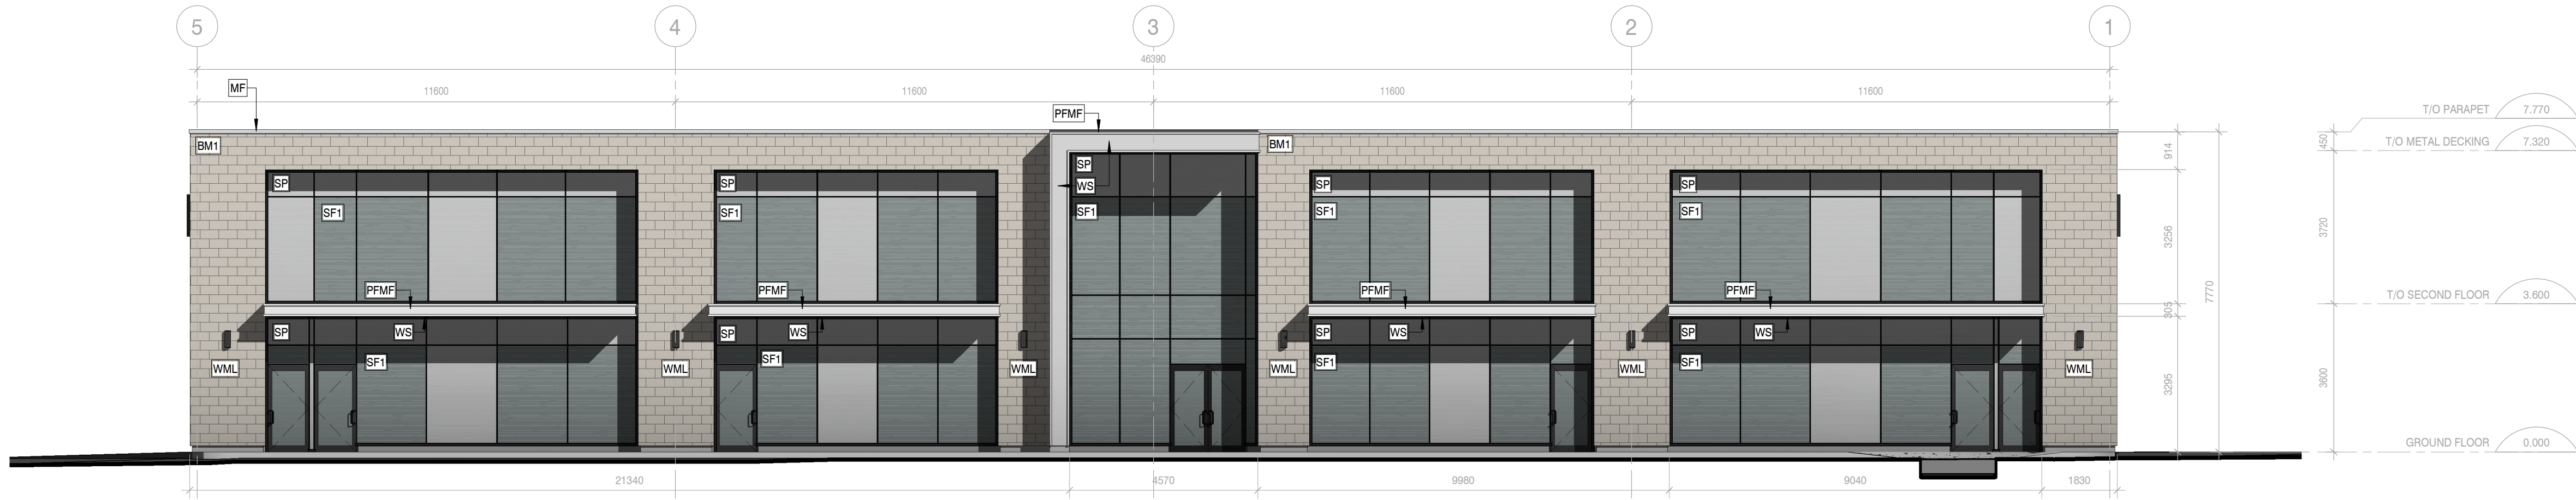 5 4 3 2 1
46390
11600 11600 11600 11600
MF
PFMF
T/O PARAPET 7.770
T/O METAL DECKING 7.320
450
914
BM1 BM1
SP SP SP SP SP
WS
SF1 SF1 SF1 SF1 SF1
3256
3720
7770
PFMF PFMF PFMF PFMF
T/O SECOND FLOOR 3.600
305
SP WS SP WS SP WS SP WS
SF1 SF1 SF1 SF1
WML WML WML WML WML WML
3295
3600
GROUND FLOOR 0.000
21340 4570 9980 9040 1830